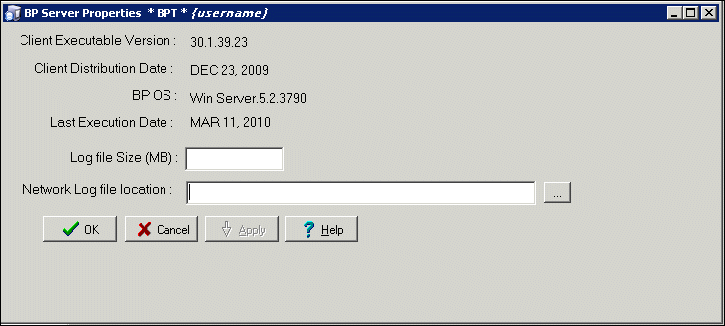 BP Server Properties * BPT * {username}
Client Executable Version : 30.1.39.23
Client Distribution Date : DEC 23, 2009
BP OS : Win Server.5.2.3790
Last Execution Date : MAR 11, 2010
Log file Size (MB) :
Network Log file location : ...
OK Cancel Apply Help